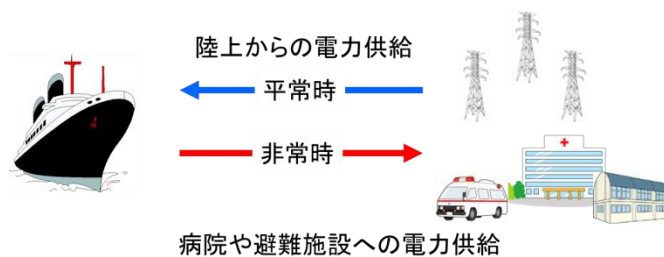 陸上からの電力供給
平常時
非常時
病院や避難施設への電力供給